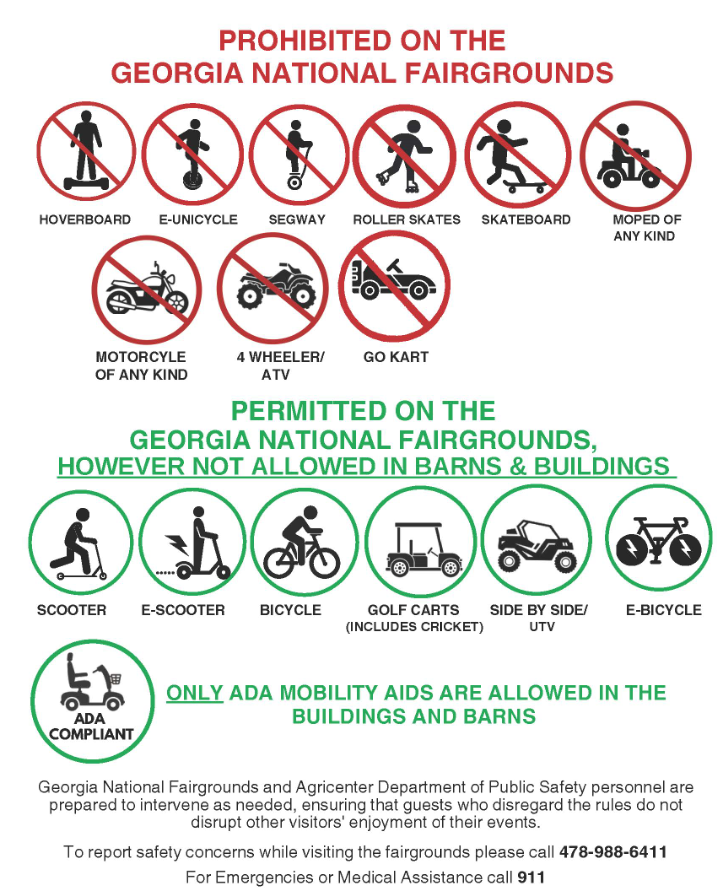 PROHIBITED ON THE
GEORGIA NATIONAL FAIRGROUNDS
HOVERBOARD E-UNICYCLE SEGWAY ROLLER SKATES SKATEBOARD MOPED OF
ANY KIND
MOTORCYLE 4 WHEELER/ GO KART
OF ANY KIND ATV
PERMITTED ON THE
GEORGIA NATIONAL FAIRGROUNDS,
HOWEVER NOT ALLOWED IN BARNS & BUILDINGS
SCOOTER E-SCOOTER BICYCLE GOLF CARTS SIDE BY SIDE/ E-BICYCLE
(INCLUDES CRICKET) UTV
ADA
COMPLIANT
ONLY ADA MOBILITY AIDS ARE ALLOWED IN THE
BUILDINGS AND BARNS
Georgia National Fairgrounds and Agricenter Department of Public Safety personnel are
prepared to intervene as needed, ensuring that guests who disregard the rules do not
disrupt other visitors' enjoyment of their events.
To report safety concerns while visiting the fairgrounds please call 478-988-6411
For Emergencies or Medical Assistance call 911